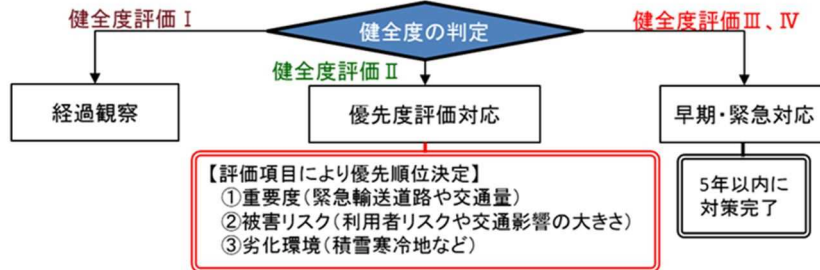 健全度評価Ⅰ
健全度の判定
健全度評価Ⅲ、Ⅳ
健全度評価Ⅱ
経過観察
優先度評価対応
早期・緊急対応
【評価項目により優先順位決定】
①重要度(緊急輸送道路や交通量)
②被害リスク(利用者リスクや交通影響の大きさ)
③劣化環境(積雪寒冷地など)
5年以内に
対策完了